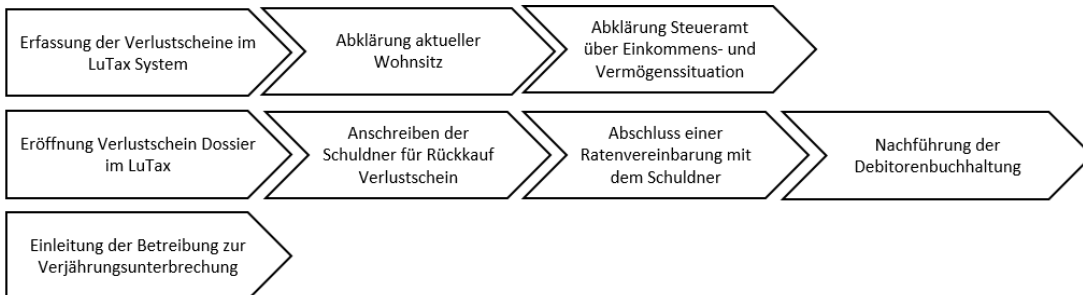 Erfassung der Verlustscheine im
LuTax System
Abklärung aktueller
Wohnsitz
Abklärung Steueramt
über Einkommens- und
Vermögenssituation
Eröffnung Verlustschein Dossier
im LuTax
Anschreiben der
Schuldner für Rückkauf
Verlustschein
Abschluss einer
Ratenvereinbarung mit
dem Schuldner
Nachführung der
Debitorenbuchhaltung
Einleitung der Betreibung zur
Verjährungsunterbrechung